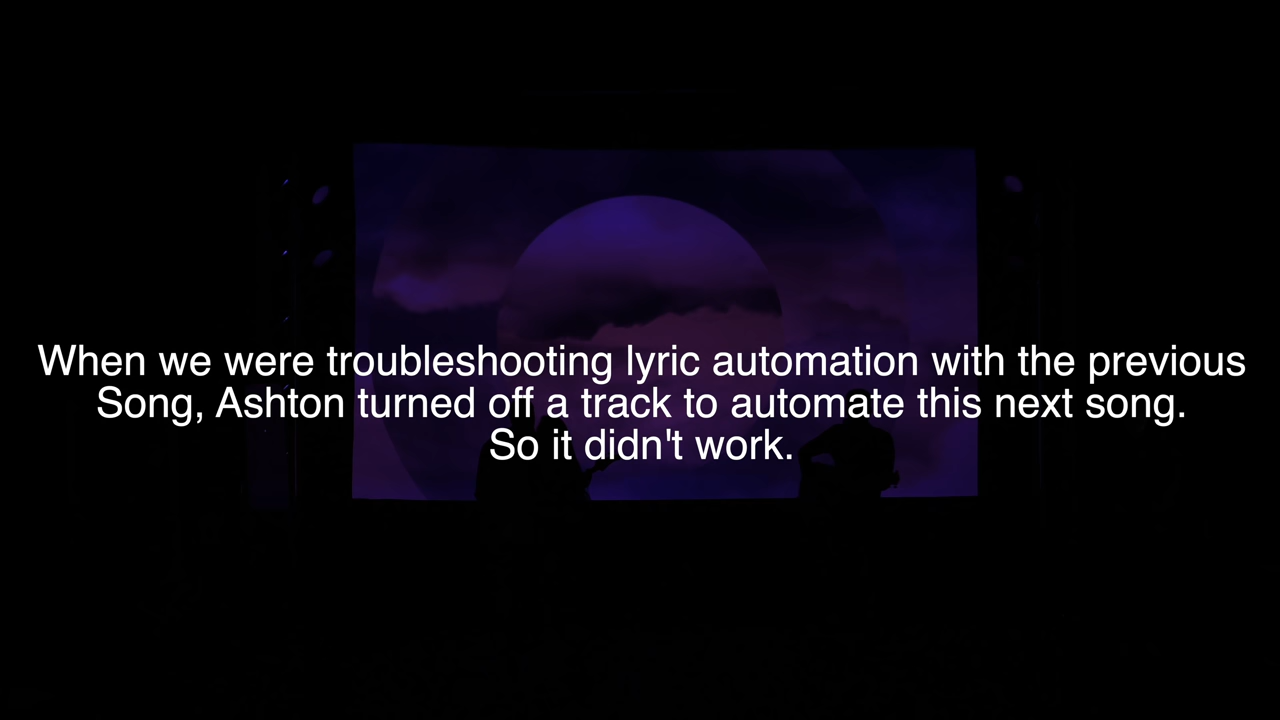 When we were troubleshooting lyric automation with the previous
Song, Ashton turned off a track to automate this next song.
So it didn't work.